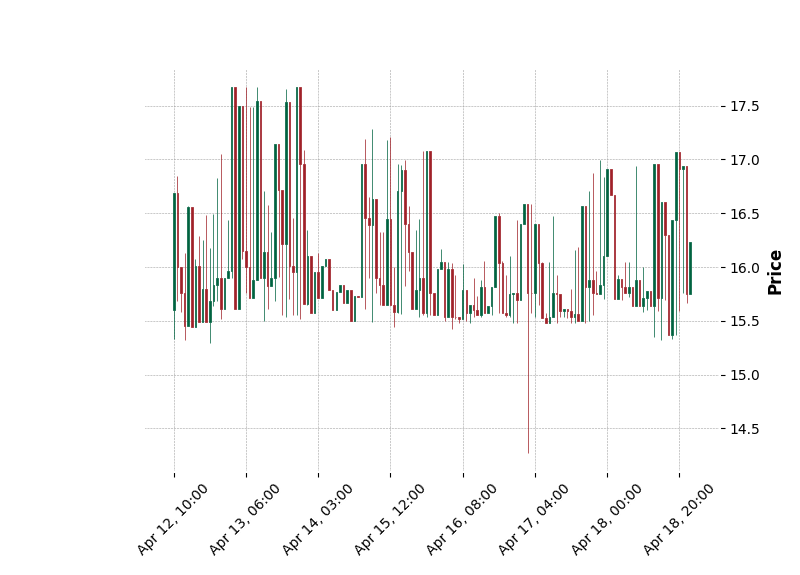 17.5
17.0
16.5
16.0
15.5
15.0
14.5
Price
Apr 12, 10:00
Apr 13, 06:00
Apr 14, 03:00
Apr 15, 12:00
Apr 16, 08:00
Apr 17, 04:00
Apr 18, 00:00
Apr 18, 20:00